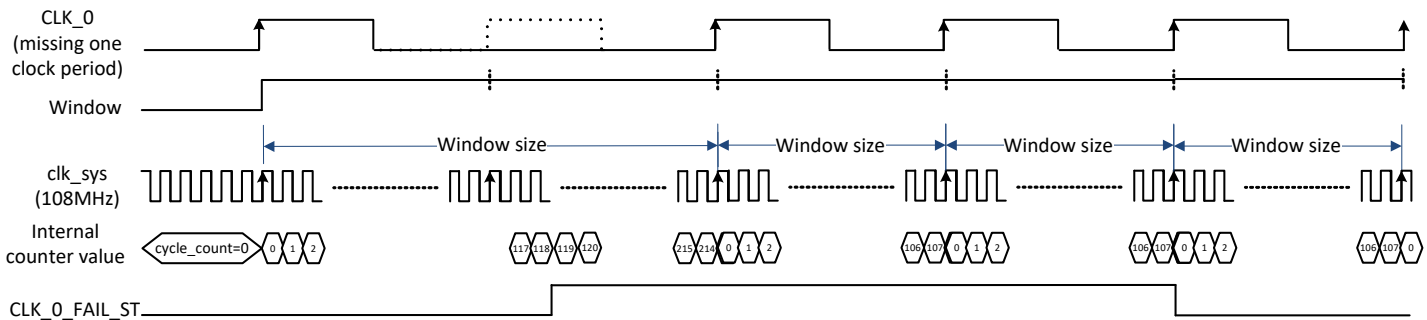 CLK_0
(missing one
clock period)
Window
Window size Window size Window size Window size
clk_sys
(108MHz)
Internal
counter value
cycle_count=0 0 1 2 117 118 119 120 215 214 0 1 2 106 107 0 1 2 106 107 0 1 2 106 107 0
CLK_0_FAIL_ST